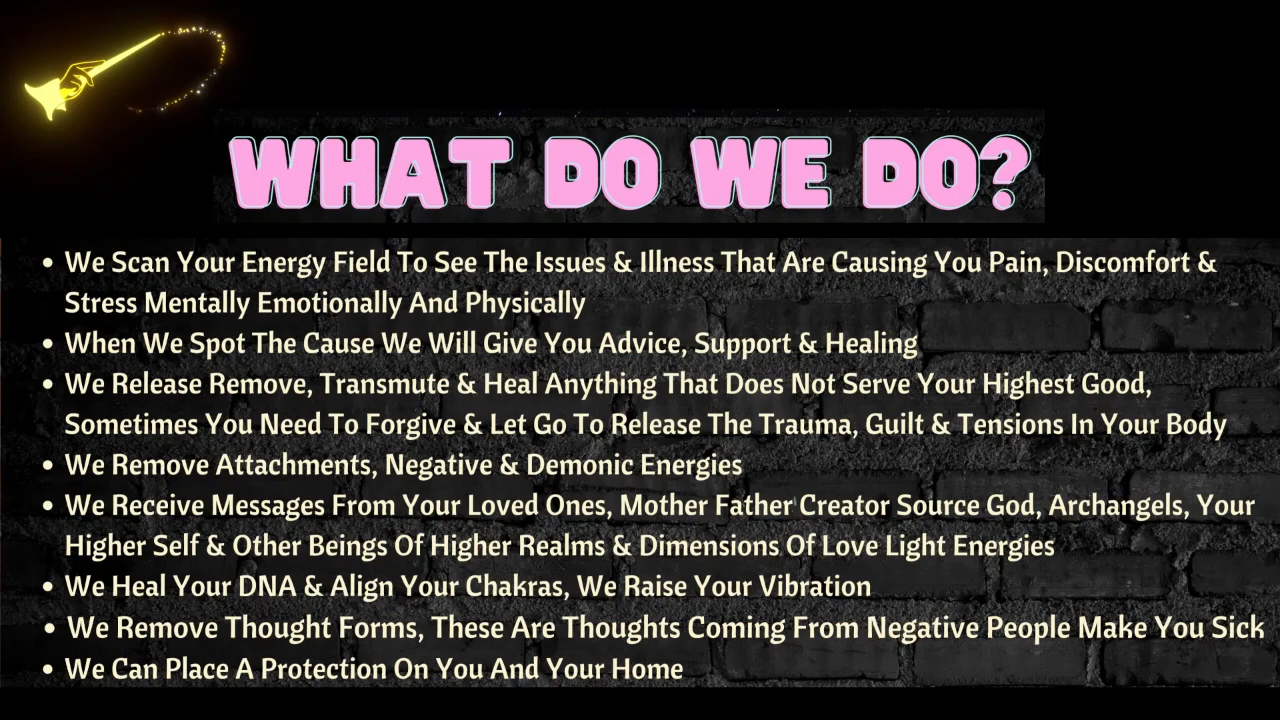 WHAT DO WE DO?
• We Scan Your Energy Field To See The Issues & Illness That Are Causing You Pain, Discomfort &
Stress Mentally Emotionally And Physically
• When We Spot The Cause We Will Give You Advice, Support & Healing
• We Release Remove, Transmute & Heal Anything That Does Not Serve Your Highest Good,
Sometimes You Need To Forgive & Let Go To Release The Trauma, Guilt & Tensions In Your Body
• We Remove Attachments, Negative & Demonic Energies
• We Receive Messages From Your Loved Ones, Mother Father Creator Source God, Archangels, Your
Higher Self & Other Beings Of Higher Realms & Dimensions Of Love Light Energies
• We Heal Your DNA & Align Your Chakras, We Raise Your Vibration
• We Remove Thought Forms, These Are Thoughts Coming From Negative People Make You Sick
• We Can Place A Protection On You And Your Home